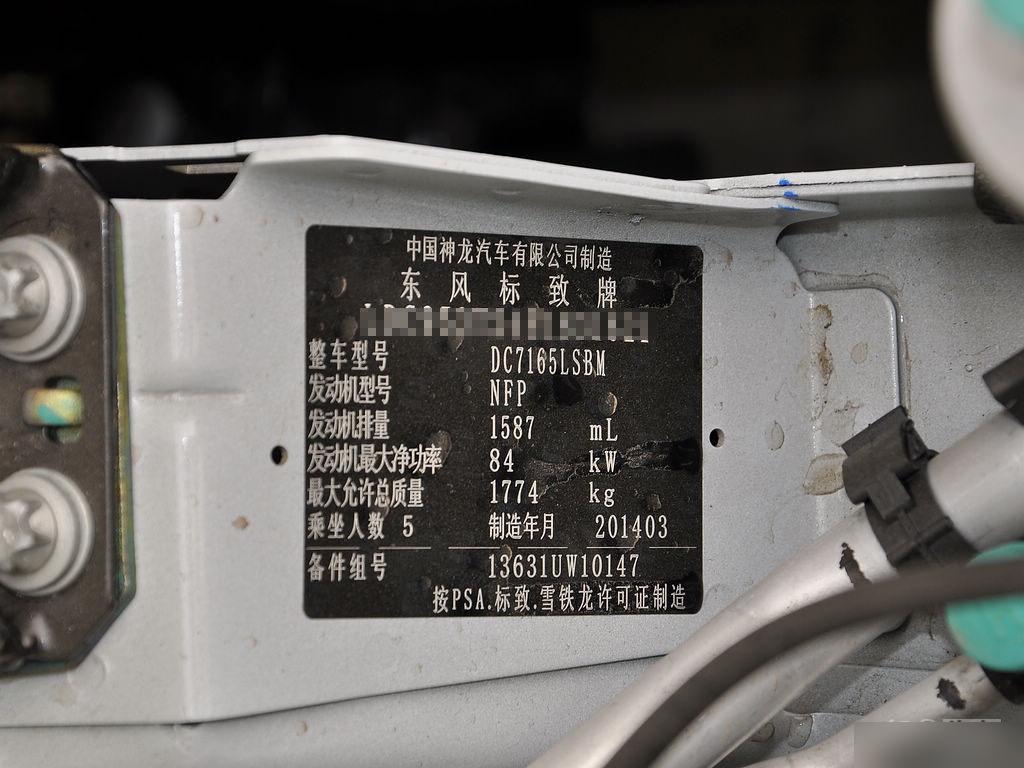 中国神龙汽车有限公司制造
东风标致牌
整车型号 DC7165LSBM
发动机型号 NFP
发动机排量 1587 mL
发动机最大净功率 84 kW
最大允许总质量 1774 kg
乘坐人数 5 制造年月 201403
备件组号 13631UW10147
按PSA.标致.雪铁龙许可证制造